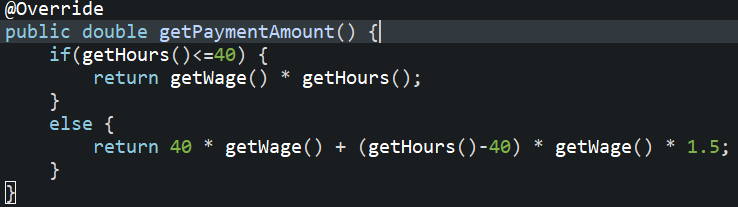 @Override
public double getPaymentAmount() {
    if(getHours()<=40) {
        return getWage() * getHours();
    }
    else {
        return 40 * getWage() + (getHours()-40) * getWage() * 1.5;
    }
}